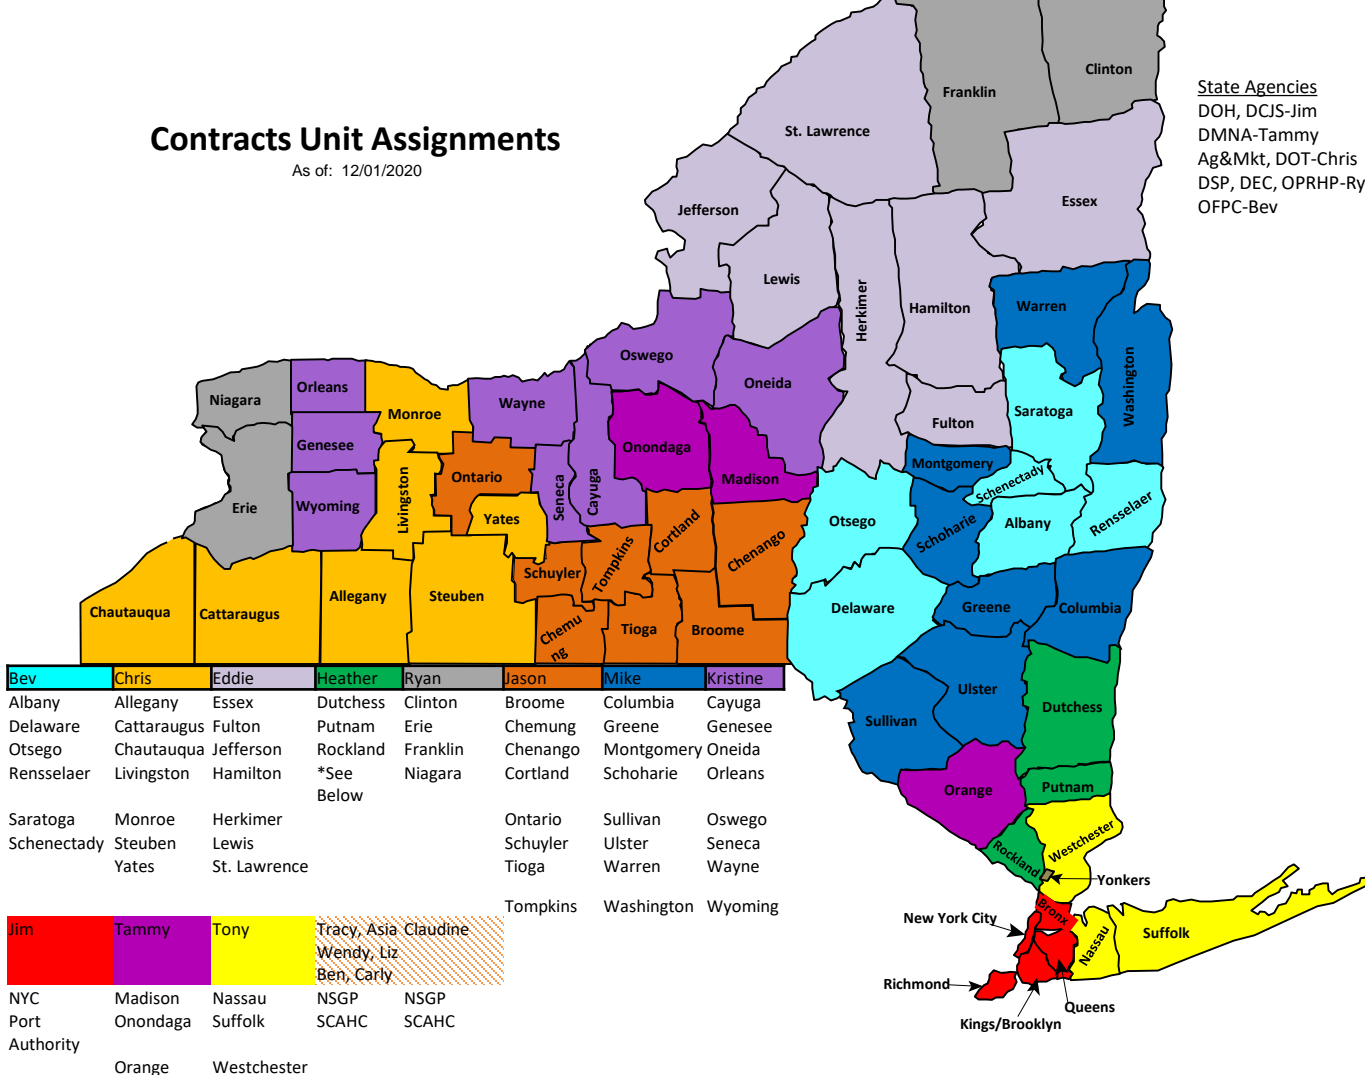 Contracts Unit Assignments
As of: 12/01/2020
State Agencies
DOH, DCJS-Jim
DMNA-Tammy
Ag&Mkt, DOT-Chris
DSP, DEC, OPRHP-Ry
OFPC-Bev
Clinton
Franklin
St. Lawrence
Essex
Jefferson
Lewis
Herkimer
Hamilton
Warren
Washington
Oswego
Oneida
Orleans
Niagara
Monroe
Wayne
Saratoga
Fulton
Genesee
Onondaga
Madison
Montgomery
Ontario
Livingston
Seneca
Cayuga
Schenectady
Wyoming
Erie
Yates
Cortland
Otsego
Schoharie
Albany
Rensselaer
Chenango
Tompkins
Schuyler
Chautauqua
Cattaraugus
Allegany
Steuben
Chemu
ng
Tioga
Broome
Delaware
Greene
Columbia
Ulster
Sullivan
Dutchess
Orange
Putnam
Westchester
Rockland
Yonkers
Bronx
New York City
Nassau
Suffolk
Richmond
Queens
Kings/Brooklyn
Bev Chris Eddie Heather Ryan Jason Mike Kristine
Albany Allegany Essex Dutchess Clinton Broome Columbia Cayuga
Delaware Cattaraugus Fulton Putnam Erie Chemung Greene Genesee
Otsego Chautauqua Jefferson Rockland Franklin Chenango Montgomery Oneida
Rensselaer Livingston Hamilton *See Niagara Cortland Schoharie Orleans
Below
Saratoga Monroe Herkimer Ontario Sullivan Oswego
Schenectady Steuben Lewis Schuyler Ulster Seneca
Yates St. Lawrence Tioga Warren Wayne
Tompkins Washington Wyoming
Jim Tammy Tony Tracy, Asia Claudine
Wendy, Liz
Ben, Carly
NYC Madison Nassau NSGP NSGP
Port Onondaga Suffolk SCAHC SCAHC
Authority
Orange Westchester